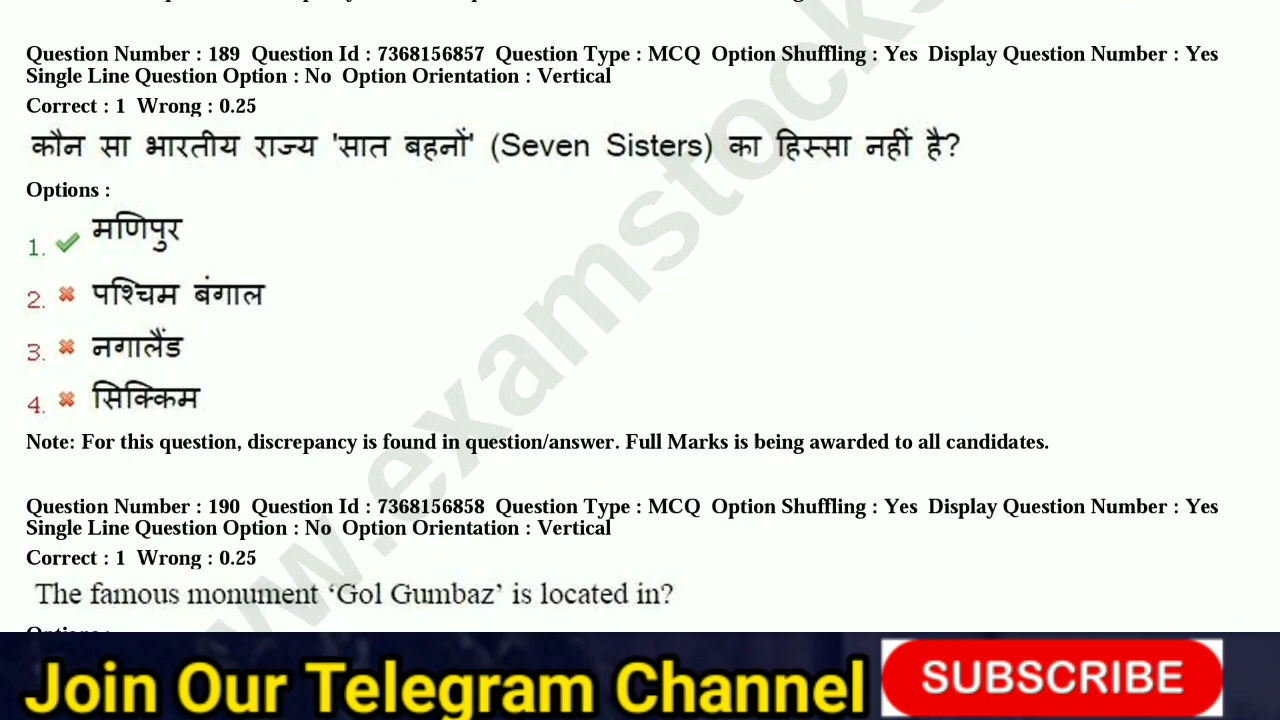 Question Number : 189 Question Id : 7368156857 Question Type : MCQ Option Shuffling : Yes Display Question Number : Yes
Single Line Question Option : No Option Orientation : Vertical
Correct : 1 Wrong : 0.25
कौन सा भारतीय राज्य 'सात बहनों' (Seven Sisters) का हिस्सा नहीं है?
Options :
1. मणिपुर
2. पश्चिम बंगाल
3. नगालैंड
4. सिक्किम
Note: For this question, discrepancy is found in question/answer. Full Marks is being awarded to all candidates.
Question Number : 190 Question Id : 7368156858 Question Type : MCQ Option Shuffling : Yes Display Question Number : Yes
Single Line Question Option : No Option Orientation : Vertical
Correct : 1 Wrong : 0.25
The famous monument ‘Gol Gumbaz’ is located in?
Join Our Telegram Channel
SUBSCRIBE
www.examstocks